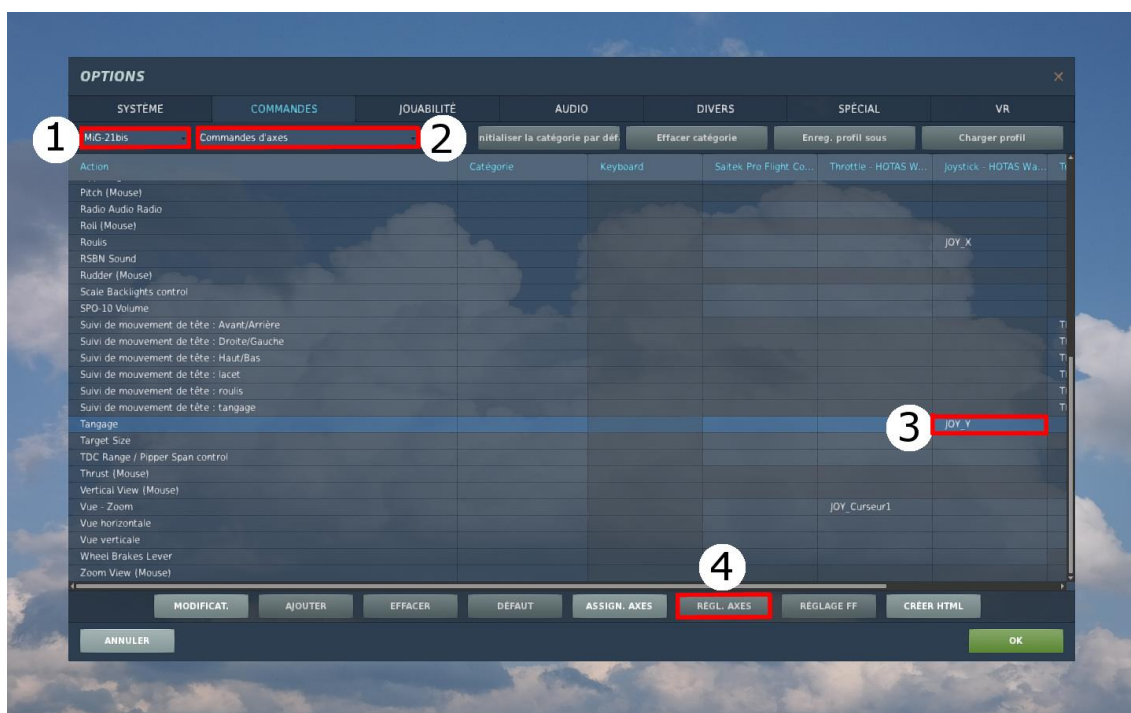 OPTIONS ×
SYSTÈME COMMANDES JOUABILITÉ AUDIO DIVERS SPÉCIAL VR
1 MiG-21bis Commandes d'axes 2 nitialiser la catégorie par déf. Effacer catégorie Enreg. profil sous Charger profil
Action Catégorie Keyboard Saitek Pro Flight Co... Throttle - HOTAS W... Joystick - HOTAS Wa... T
Pitch (Mouse)
Radio Audio Radio
Roll (Mouse)
Roulis JOY_X
RSBN Sound
Rudder (Mouse)
Scale Backlights control
SPO-10 Volume
Suivi de mouvement de tête : Avant/Arrière
Suivi de mouvement de tête : Droite/Gauche
Suivi de mouvement de tête : Haut/Bas
Suivi de mouvement de tête : lacet
Suivi de mouvement de tête : roulis
Suivi de mouvement de tête : tangage
Tangage 3 JOY_Y
Target Size
TDC Range / Pipper Span control
Thrust (Mouse)
Vertical View (Mouse)
Vue - Zoom JOY_Curseur1
Vue horizontale
Vue verticale
Wheel Brakes Lever
Zoom View (Mouse)
4
MODIFICAT. AJOUTER EFFACER DÉFAUT ASSIGN. AXES RÉGL. AXES RÉGLAGE FF CRÉER HTML
ANNULER OK